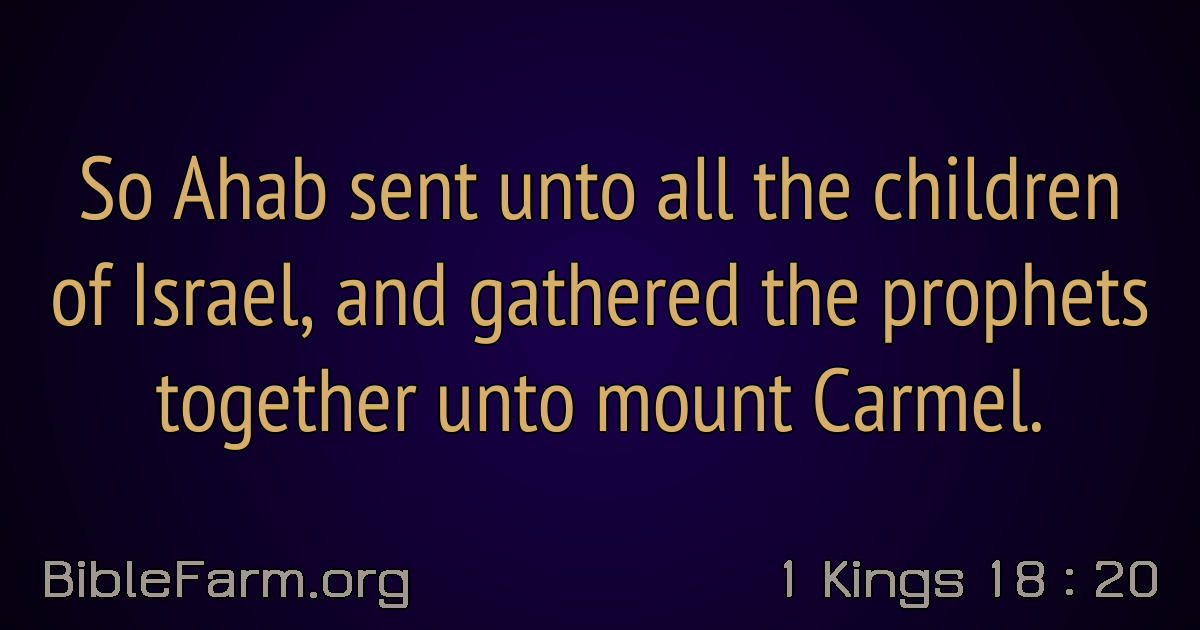 So Ahab sent unto all the children
of Israel, and gathered the prophets
together unto mount Carmel.
BibleFarm.org
1 Kings 18 : 20